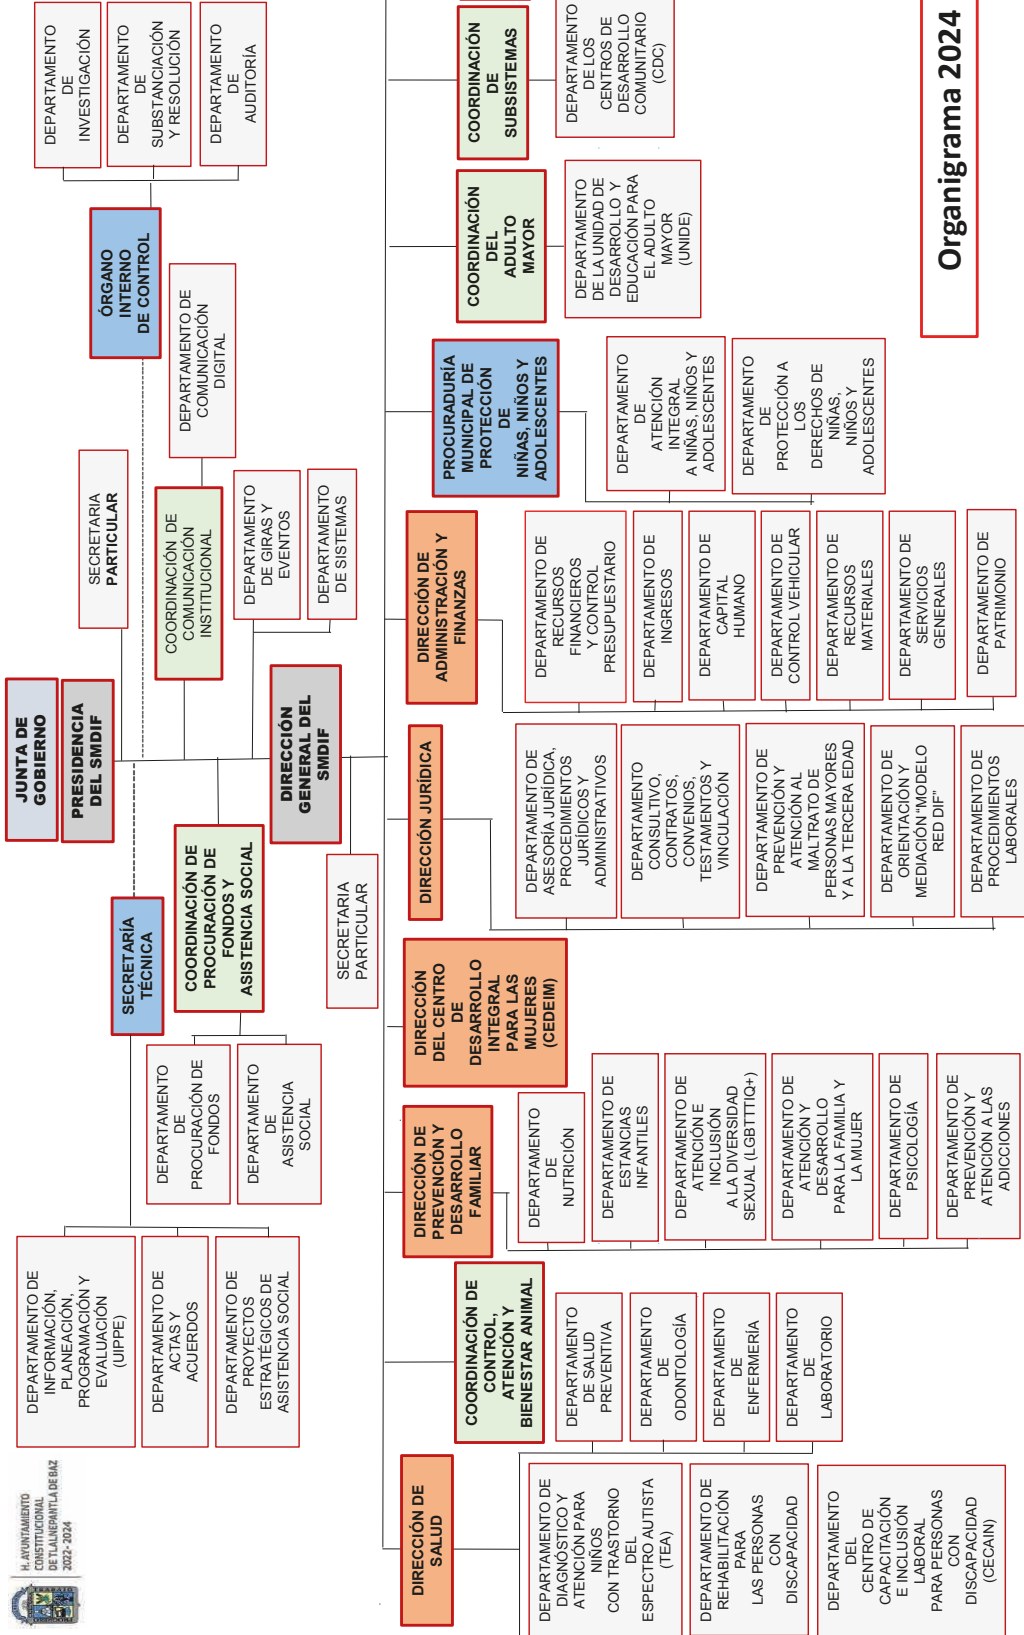 H. AYUNTAMIENTO
CONSTITUCIONAL
DE TLALNEPANTLA DE BAZ
2022- 2024
JUNTA DE
GOBIERNO
PRESIDENCIA
DEL SMDIF
SECRETARIA
PARTICULAR
SECRETARÍA
TÉCNICA
ÓRGANO
INTERNO
DE CONTROL
DEPARTAMENTO
DE
INVESTIGACIÓN
DEPARTAMENTO
DE
SUBSTANCIACIÓN
Y RESOLUCIÓN
DEPARTAMENTO
DE
AUDITORÍA
DEPARTAMENTO DE
INFORMACIÓN,
PLANEACIÓN,
PROGRAMACIÓN Y
EVALUACIÓN
(UIPPE)
DEPARTAMENTO DE
ACTAS Y
ACUERDOS
DEPARTAMENTO DE
PROYECTOS
ESTRATÉGICOS DE
ASISTENCIA SOCIAL
COORDINACIÓN DE
COMUNICACIÓN
INSTITUCIONAL
DEPARTAMENTO DE
COMUNICACIÓN
DIGITAL
COORDINACIÓN DE
PROCURACIÓN DE
FONDOS Y
ASISTENCIA SOCIAL
DEPARTAMENTO
DE
PROCURACIÓN DE
FONDOS
DEPARTAMENTO
DE
ASISTENCIA
SOCIAL
DEPARTAMENTO
DE GIRAS Y
EVENTOS
DEPARTAMENTO
DE SISTEMAS
DIRECCIÓN
GENERAL DEL
SMDIF
SECRETARIA
PARTICULAR
DIRECCIÓN DE
SALUD
DEPARTAMENTO DE
DIAGNÓSTICO Y
ATENCIÓN PARA
NIÑOS
CON TRASTORNO
DEL
ESPECTRO AUTISTA
(TEA)
DEPARTAMENTO DE
REHABILITACIÓN
PARA
LAS PERSONAS
CON
DISCAPACIDAD
DEPARTAMENTO
DEL
CENTRO DE
CAPACITACIÓN
E INCLUSIÓN
LABORAL
PARA PERSONAS
CON
DISCAPACIDAD
(CECAIN)
DEPARTAMENTO
DE SALUD
PREVENTIVA
DEPARTAMENTO
DE
ODONTOLOGÍA
DEPARTAMENTO
DE
ENFERMERÍA
DEPARTAMENTO
DE
LABORATORIO
COORDINACIÓN DE
CONTROL,
ATENCIÓN Y
BIENESTAR ANIMAL
DIRECCIÓN DE
PREVENCIÓN Y
DESARROLLO
FAMILIAR
DEPARTAMENTO
DE
NUTRICIÓN
DEPARTAMENTO DE
ESTANCIAS
INFANTILES
DEPARTAMENTO DE
ATENCIÓN E
INCLUSIÓN
A LA DIVERSIDAD
SEXUAL (LGBTTTIQ+)
DEPARTAMENTO DE
ATENCIÓN Y
DESARROLLO
PARA LA FAMILIA Y
LA MUJER
DEPARTAMENTO DE
PSICOLOGÍA
DEPARTAMENTO DE
PREVENCIÓN Y
ATENCIÓN A LAS
ADICCIONES
DIRECCIÓN
DEL CENTRO
DE
DESARROLLO
INTEGRAL
PARA LAS
MUJERES
(CEDEIM)
DIRECCIÓN JURÍDICA
DEPARTAMENTO DE
ASESORÍA JURÍDICA,
PROCEDIMIENTOS
JURÍDICOS Y
ADMINISTRATIVOS
DEPARTAMENTO
CONSULTIVO,
CONTRATOS,
CONVENIOS,
TESTAMENTOS Y
VINCULACIÓN
DEPARTAMENTO DE
PREVENCIÓN Y
ATENCIÓN AL
MALTRATO DE
PERSONAS MAYORES
Y A LA TERCERA EDAD
DEPARTAMENTO DE
ORIENTACIÓN Y
MEDIACIÓN "MODELO
RED DIF"
DEPARTAMENTO DE
PROCEDIMIENTOS
LABORALES
DIRECCIÓN DE
ADMINISTRACIÓN Y
FINANZAS
DEPARTAMENTO DE
RECURSOS
FINANCIEROS
Y CONTROL
PRESUPUESTARIO
DEPARTAMENTO DE
INGRESOS
DEPARTAMENTO DE
CAPITAL
HUMANO
DEPARTAMENTO DE
CONTROL VEHICULAR
DEPARTAMENTO DE
RECURSOS
MATERIALES
DEPARTAMENTO DE
SERVICIOS
GENERALES
DEPARTAMENTO DE
PATRIMONIO
PROCURADURÍA
MUNICIPAL DE
PROTECCIÓN
DE
NIÑAS, NIÑOS Y
ADOLESCENTES
DEPARTAMENTO
DE
ATENCIÓN
INTEGRAL
A NIÑAS, NIÑOS Y
ADOLESCENTES
DEPARTAMENTO
DE
PROTECCIÓN A
LOS
DERECHOS DE
NIÑAS,
NIÑOS Y
ADOLESCENTES
COORDINACIÓN
DEL
ADULTO
MAYOR
DEPARTAMENTO
DE LA UNIDAD DE
DESARROLLO Y
EDUCACIÓN PARA
EL ADULTO
MAYOR
(UNIDE)
COORDINACIÓN
DE
SUBSISTEMAS
DEPARTAMENTO
DE LOS
CENTROS DE
DESARROLLO
COMUNITARIO
(CDC)
Organigrama 2024